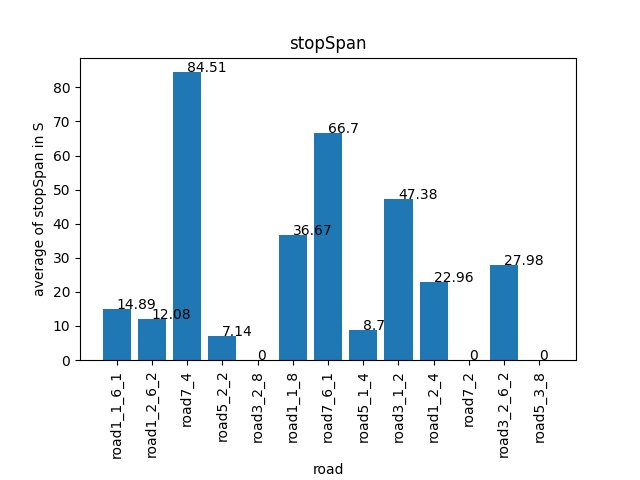 stopSpan
average of stopSpan in S
80
70
60
50
40
30
20
10
0
14.89
12.08
84.51
7.14
0
36.67
66.7
8.7
47.38
22.96
0
27.98
0
road1_1_6_1
road1_2_6_2
road7_4
road5_2_2
road3_2_8
road1_1_8
road7_6_1
road5_1_4
road3_1_2
road1_2_4
road7_2
road3_2_6_2
road5_3_8
road